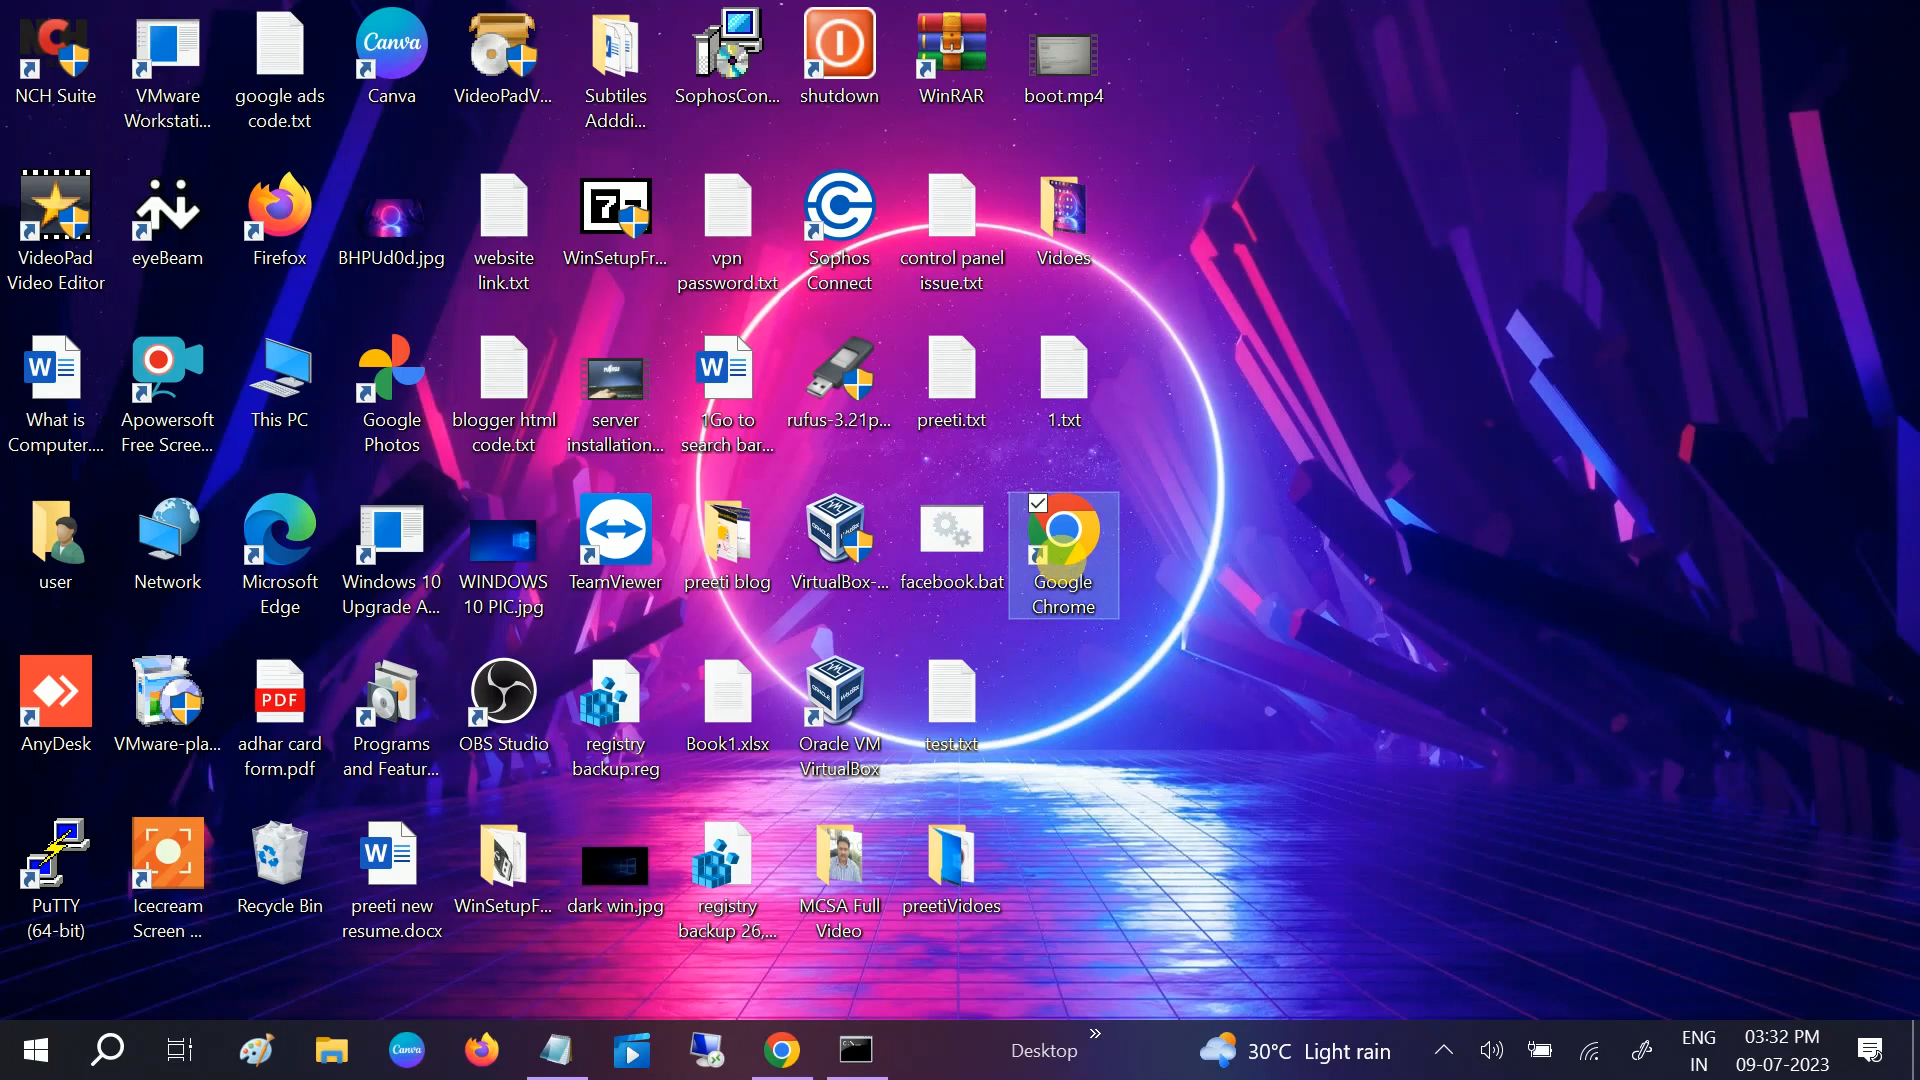 NCH Suite
VMware
Workstati...
google ads
code.txt
Canva
Canva
VideoPadV...
Subtiles
Adddi...
SophosCon...
shutdown
WinRAR
boot.mp4
VideoPad
Video Editor
eyeBeam
Firefox
BHPUd0d.jpg
website
link.txt
WinSetupFr...
vpn
password.txt
Sophos
Connect
control panel
issue.txt
Vidoes
What is
Computer....
Apowersoft
Free Scree...
This PC
Google
Photos
blogger html
code.txt
server
installation...
1Go to
search bar...
rufus-3.21p...
preeti.txt
1.txt
user
Network
Microsoft
Edge
Windows 10
Upgrade A...
WINDOWS
10 PIC.jpg
TeamViewer
preeti blog
VirtualBox-...
facebook.bat
Google
Chrome
AnyDesk
VMware-pla...
PDF
adhar card
form.pdf
Programs
and Featur...
OBS Studio
registry
backup.reg
Book1.xlsx
Oracle VM
VirtualBox
test.txt
PuTTY
(64-bit)
Icecream
Screen ...
Recycle Bin
preeti new
resume.docx
WinSetupF...
dark win.jpg
registry
backup 26,...
MCSA Full
Video
preetiVidoes
Canva
Desktop
30°C Light rain
ENG
IN
03:32 PM
09-07-2023